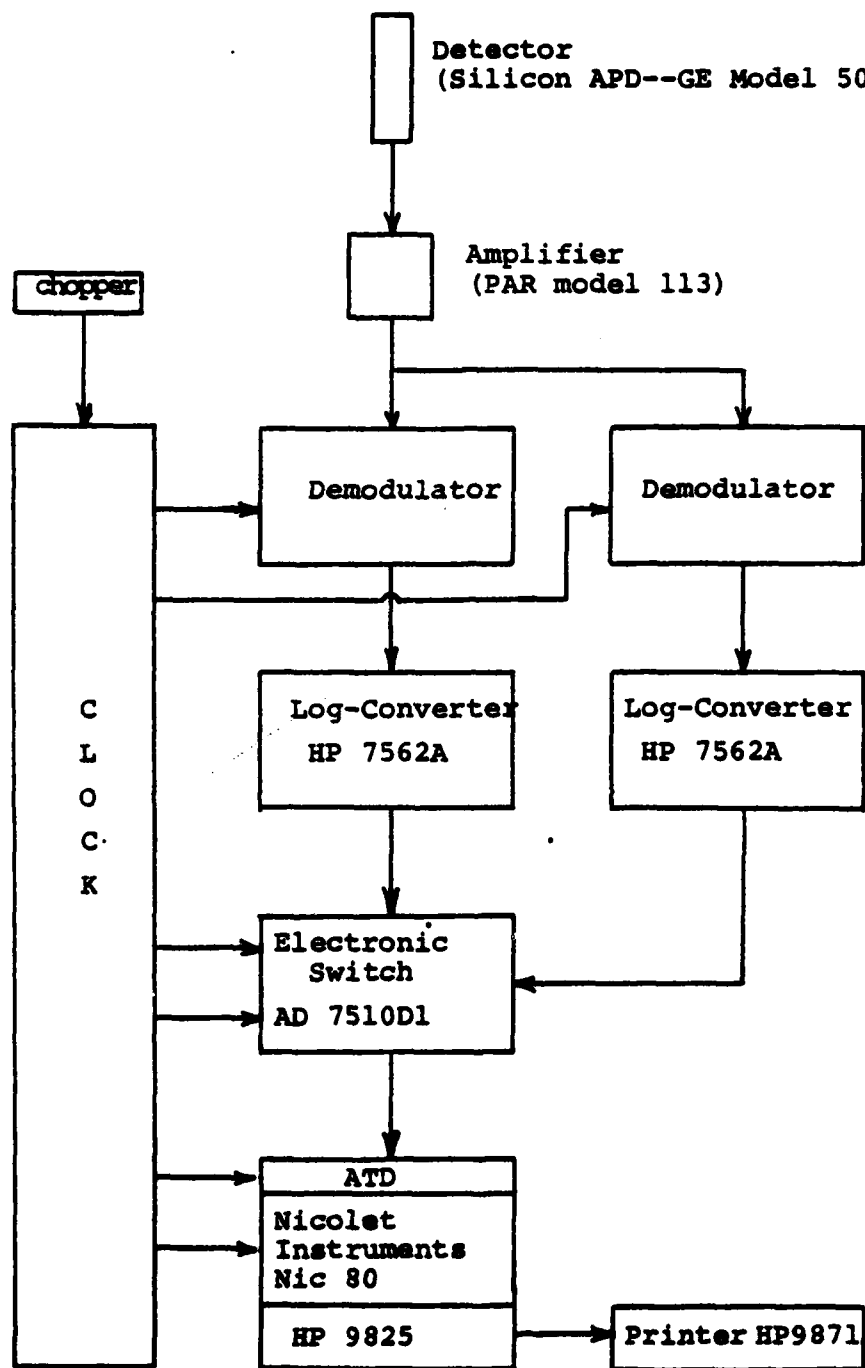 Detector
(Silicon APD--GE Model 50
Amplifier
(PAR model 113)
chopper
Demodulator
Demodulator
Log-Converter
HP 7562A
Log-Converter
HP 7562A
C
L
O
C
K
Electronic
Switch
AD 7510D1
ATD
Nicolet
Instruments
Nic 80
HP 9825
Printer HP9871